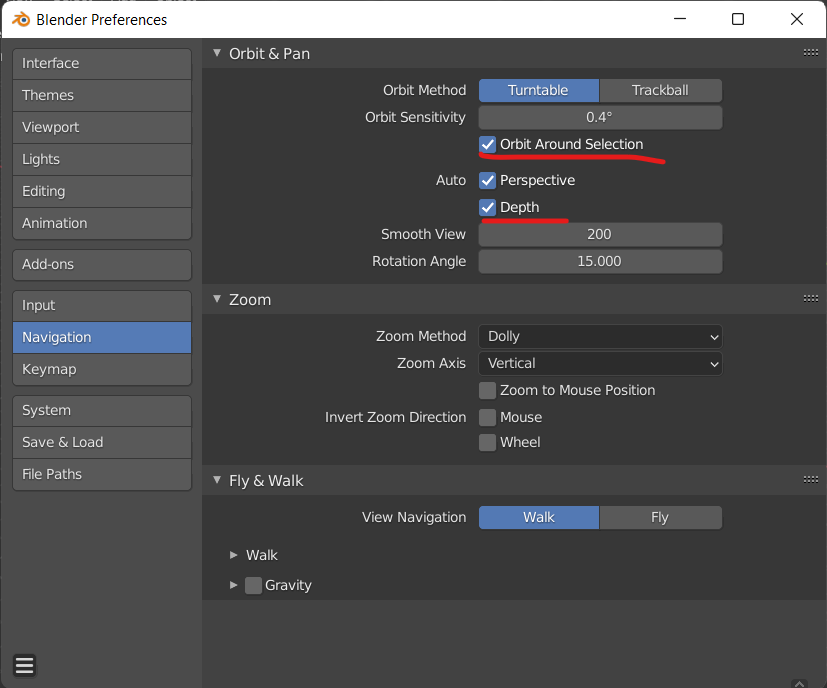 Blender Preferences
Interface
Themes
Viewport
Lights
Editing
Animation
Add-ons
Input
Navigation
Keymap
System
Save & Load
File Paths
Orbit & Pan
Orbit Method Turntable Trackball
Orbit Sensitivity 0.4°
Orbit Around Selection
Auto Perspective
Depth
Smooth View 200
Rotation Angle 15.000
Zoom
Zoom Method Dolly
Zoom Axis Vertical
Zoom to Mouse Position
Invert Zoom Direction Mouse
Wheel
Fly & Walk
View Navigation Walk Fly
Walk
Gravity